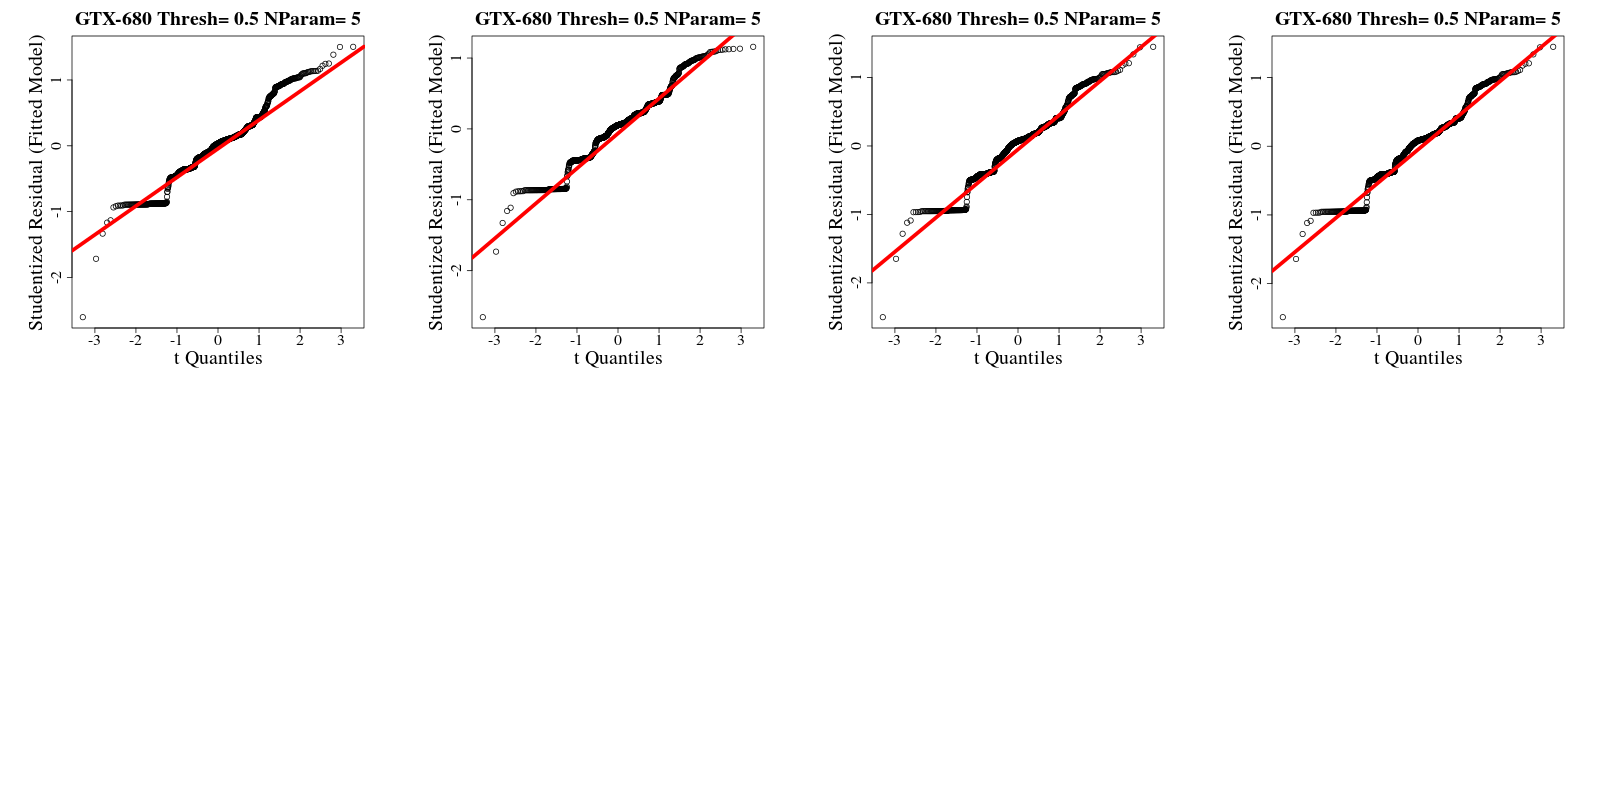 GTX-680 Thresh= 0.5 NParam= 5
Studentized Residual (Fitted Model)
1
0
-1
-2
-3 -2 -1 0 1 2 3
t Quantiles
GTX-680 Thresh= 0.5 NParam= 5
Studentized Residual (Fitted Model)
1
0
-1
-2
-3 -2 -1 0 1 2 3
t Quantiles
GTX-680 Thresh= 0.5 NParam= 5
Studentized Residual (Fitted Model)
1
0
-1
-2
-3 -2 -1 0 1 2 3
t Quantiles
GTX-680 Thresh= 0.5 NParam= 5
Studentized Residual (Fitted Model)
1
0
-1
-2
-3 -2 -1 0 1 2 3
t Quantiles